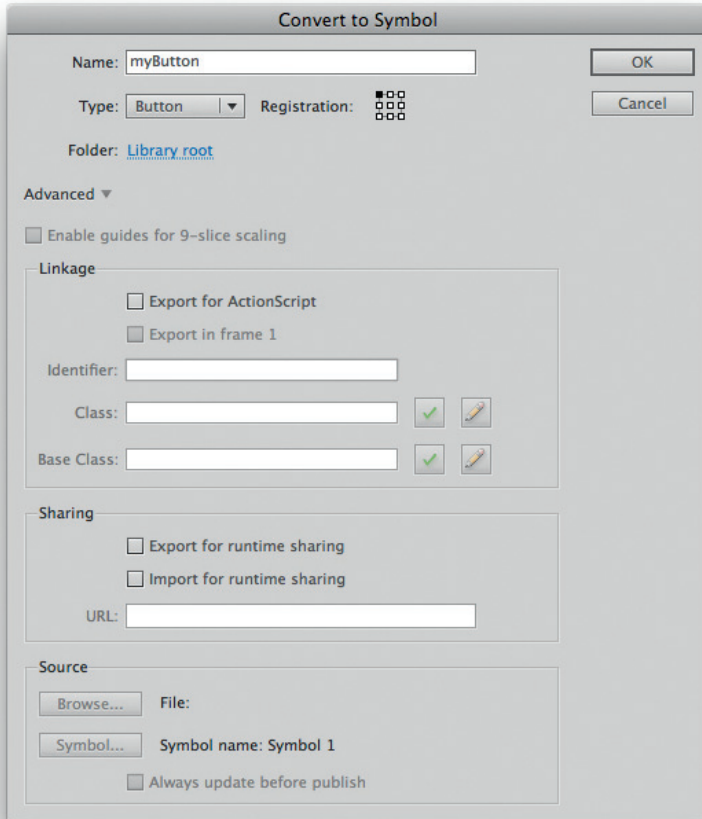 Convert to Symbol
Name: myButton OK
Type: Button Registration: Cancel
Folder: Library root
Advanced
Enable guides for 9-slice scaling
Linkage
Export for ActionScript
Export in frame 1
Identifier:
Class:
Base Class:
Sharing
Export for runtime sharing
Import for runtime sharing
URL:
Source
Browse... File:
Symbol... Symbol name: Symbol 1
Always update before publish